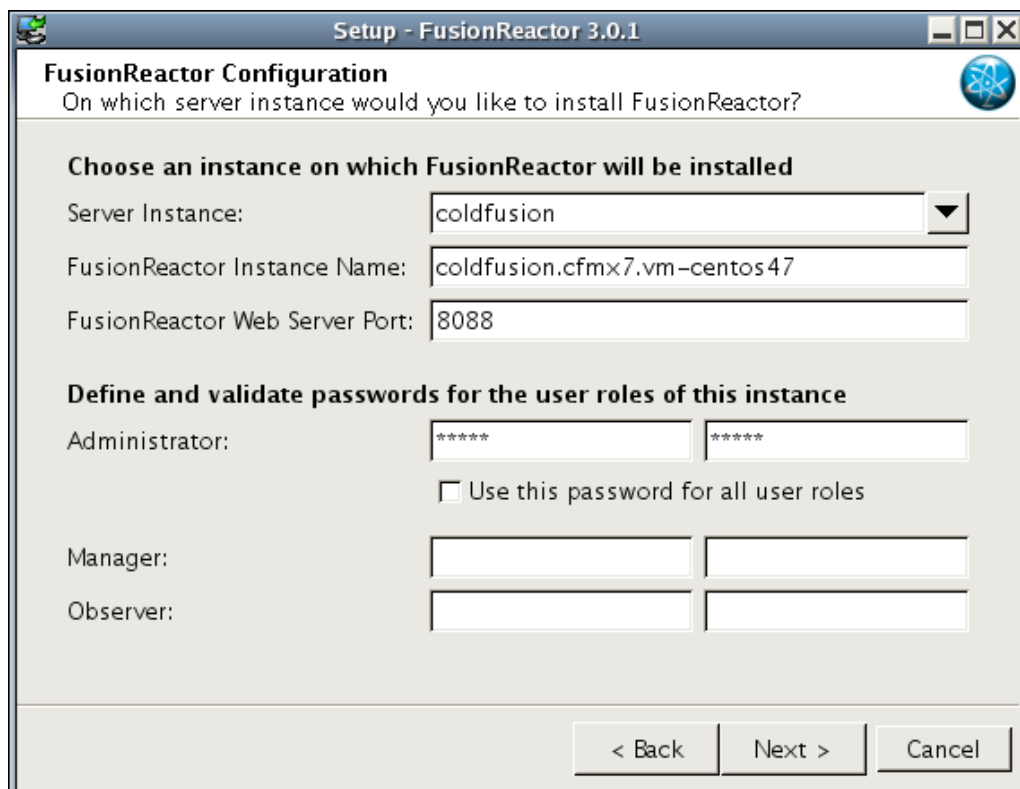 Setup - FusionReactor 3.0.1
FusionReactor Configuration
On which server instance would you like to install FusionReactor?
Choose an instance on which FusionReactor will be installed
Server Instance: coldfusion
FusionReactor Instance Name: coldfusion.cfmx7.vm-centos47
FusionReactor Web Server Port: 8088
Define and validate passwords for the user roles of this instance
Administrator: ***** *****
Use this password for all user roles
Manager:
Observer:
< Back Next > Cancel